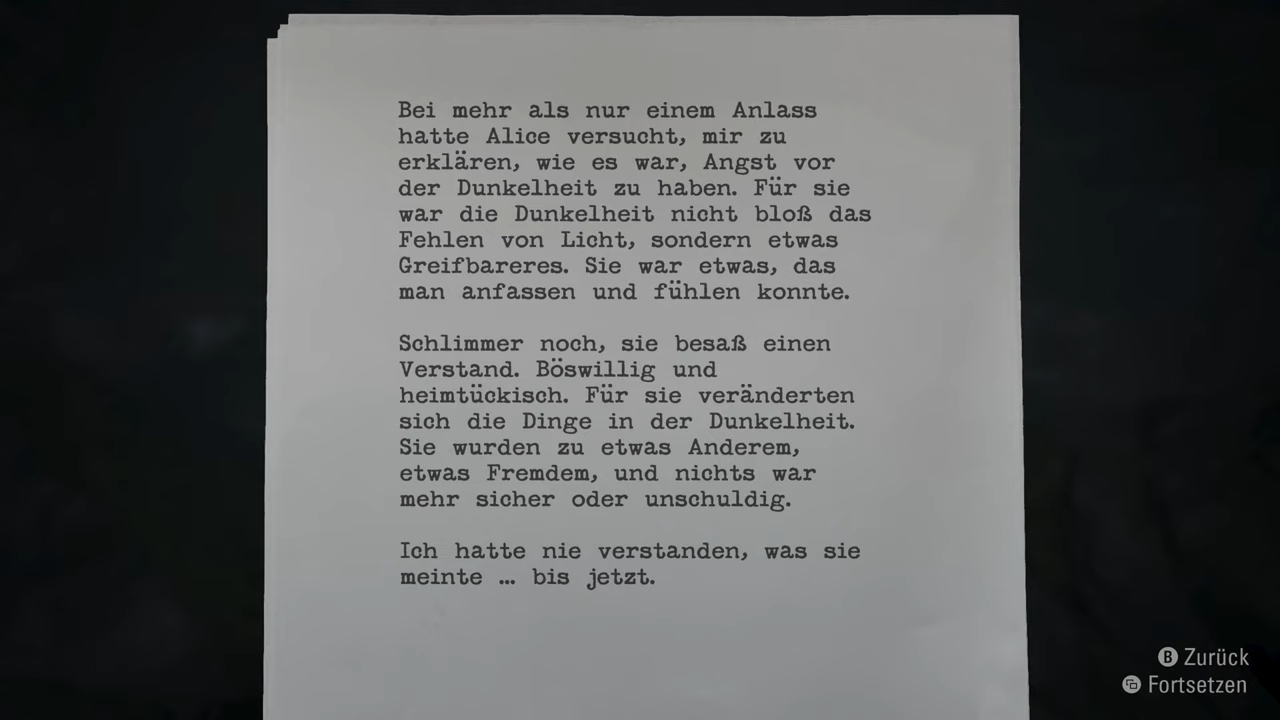 Bei mehr als nur einem Anlass
hatte Alice versucht, mir zu
erklären, wie es war, Angst vor
der Dunkelheit zu haben. Für sie
war die Dunkelheit nicht bloß das
Fehlen von Licht, sondern etwas
Greifbareres. Sie war etwas, das
man anfassen und fühlen konnte.

Schlimmer noch, sie besaß einen
Verstand. Böswillig und
heimtückisch. Für sie veränderten
sich die Dinge in der Dunkelheit.
Sie wurden zu etwas Anderem,
etwas Fremdem, und nichts war
mehr sicher oder unschuldig.

Ich hatte nie verstanden, was sie
meinte … bis jetzt.

B Zurück
Fortsetzen